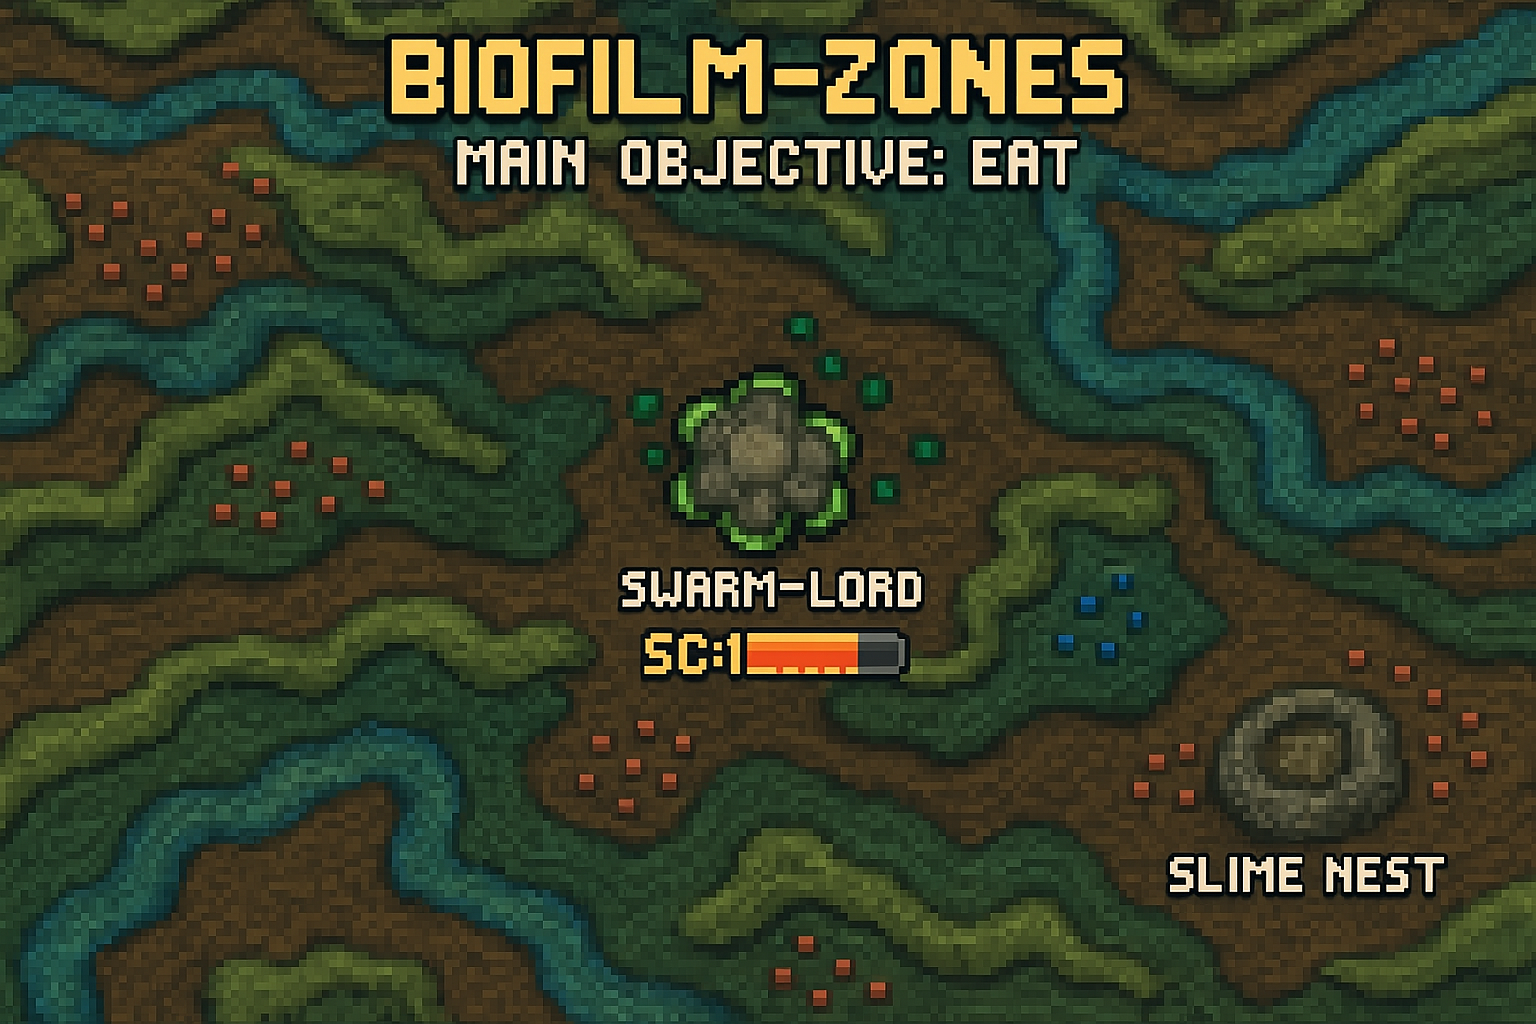 BIOFILM-ZONES
MAIN OBJECTIVE: EAT
SWARM-LORD
SC:1
SLIME NEST